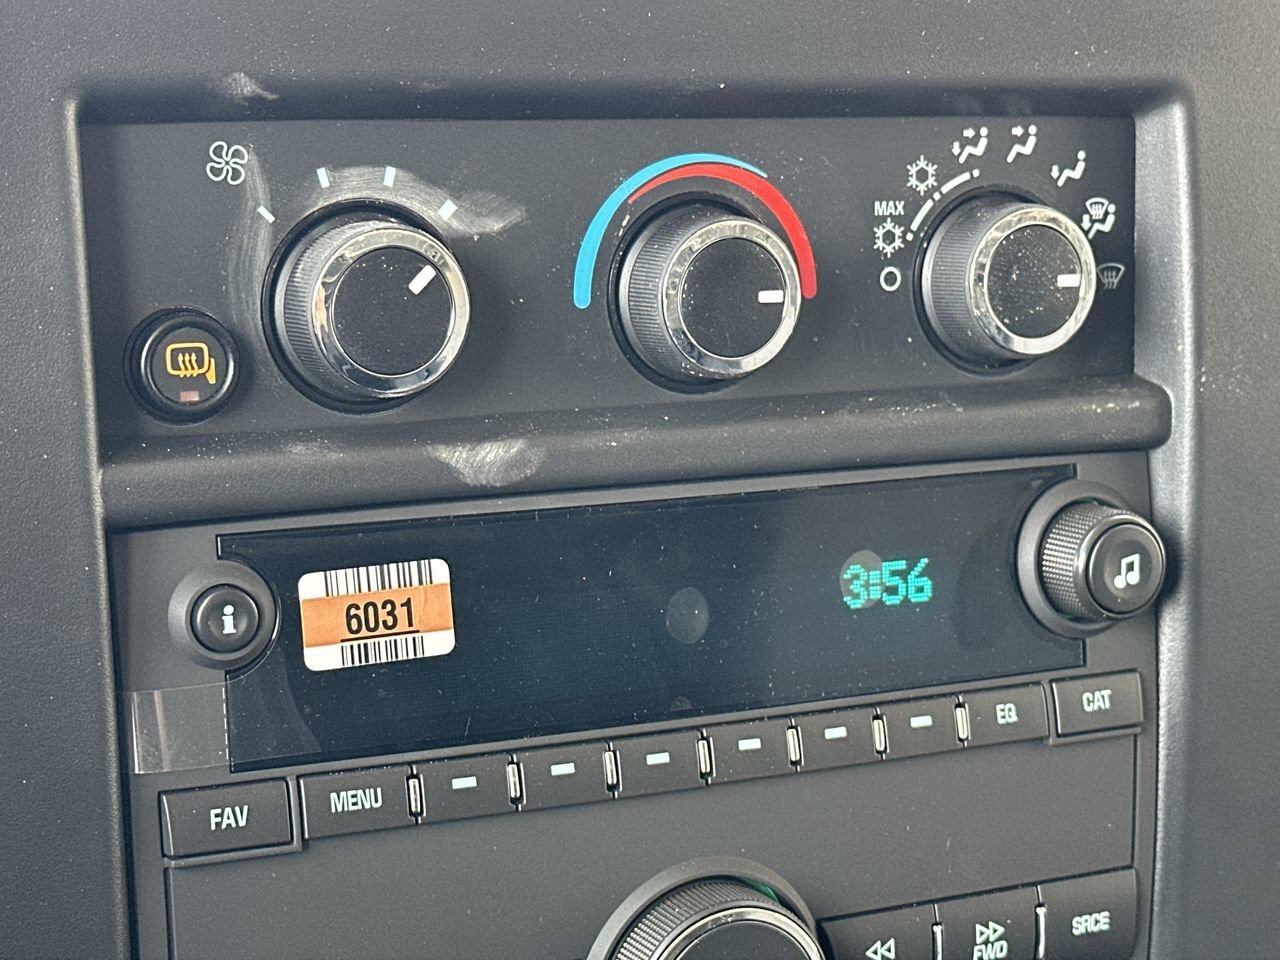 MAX
6031
3:56
i
CAT
EQ
MENU
FAV
SRCE
FWD